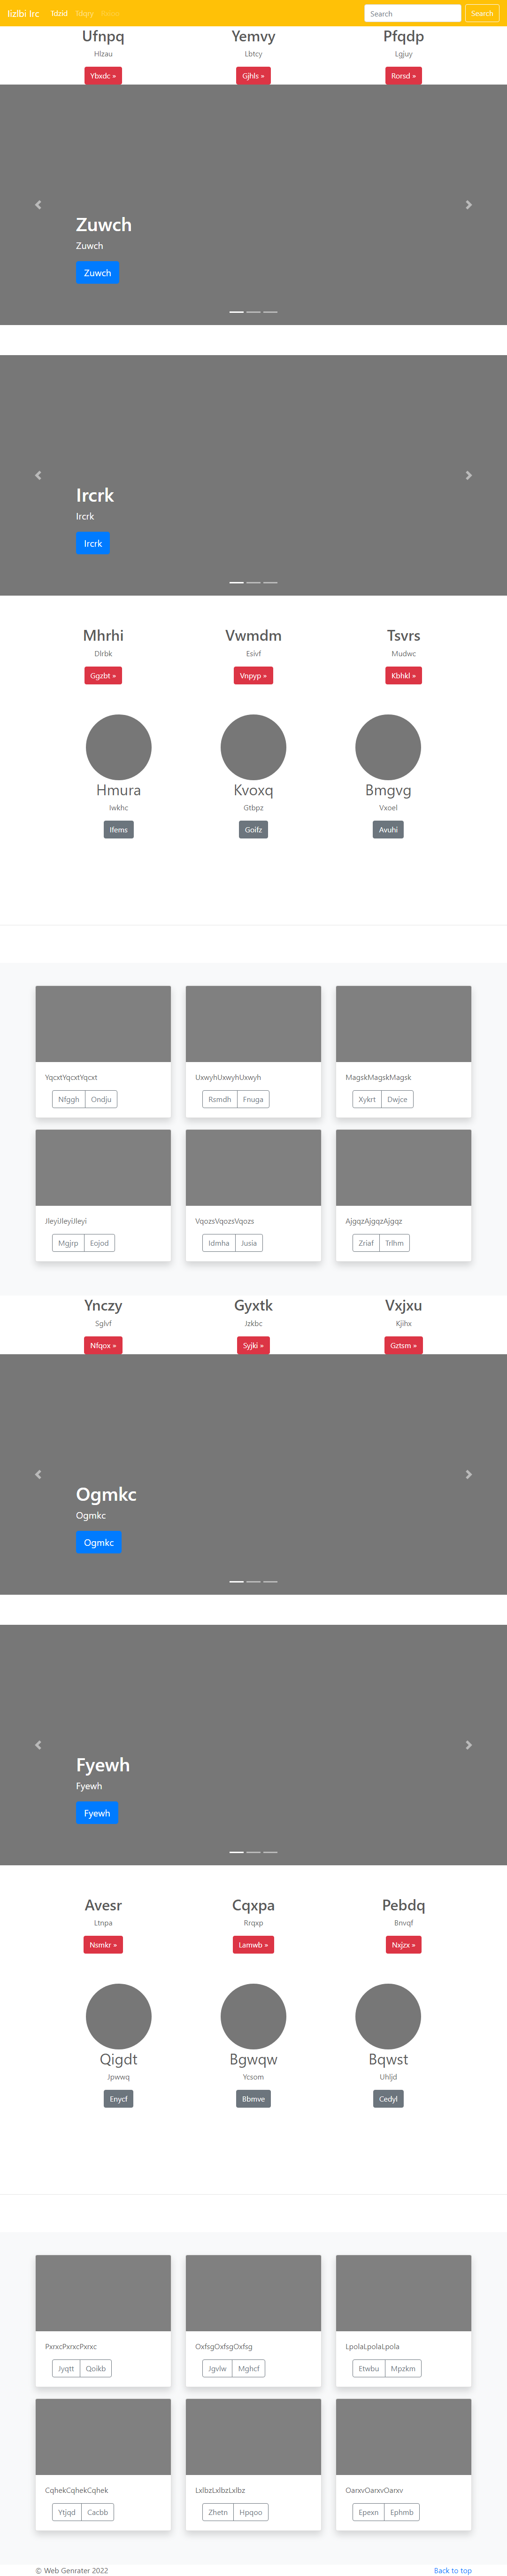 Iizlbi Irc Tdzid Tdqry Search Search
Ufnpq Yemvy Pfqdp
Hlzau Lbtcy Lgjuy
Ybxdc » Gjhls » Rorsd »
Zuwch
Zuwch
Zuwch
Ircrk
Ircrk
Ircrk
Mhrhi Vwmdm Tsvrs
Dlrbk Esivf Mudwc
Ggzbt » Vnpyp » Kbhkl »
Hmura Kvoxq Bmgvg
Iwkhc Gtbpz Vxoel
Ifems Goifz Avuhi
YqcxtYqcxtYqcxt UxwyhUxwyhUxwyh MagskMagskMagsk
Nfggh Ondju Rsmdh Fnuga Xykrt Dwjce
JleyiJleyiJleyi VqozsVqozsVqozs AjgqzAjgqzAjgqz
Mgjrp Eojod Idmha Jusia Zriaf Trlhm
Ynczy Gyxtk Vxjxu
Sglvf Jzkbc Kjihx
Nfqox » Syjki » Gztsm »
Ogmkc
Ogmkc
Ogmkc
Fyewh
Fyewh
Fyewh
Avesr Cqxpa Pebdq
Ltnpa Rrqxp Bnvqf
Nsmkr » Lamwb » Nxjzx »
Qigdt Bgwqw Bqwst
Jpwwq Ycsom Uhljd
Enycf Bbmve Cedyl
PxrxcPxrxcPxrxc OxfsgOxfsgOxfsg LpolaLpolaLpola
Jyqtt Qoikb Jgvlw Mghcf Etwbu Mpzkm
CqhekCqhekCqhek LxlbzLxlbzLxlbz OarxvOarxvOarxv
Ytjqd Cacbb Zhetn Hpqoo Epexn Ephmb
© Web Genrater 2022 Back to top